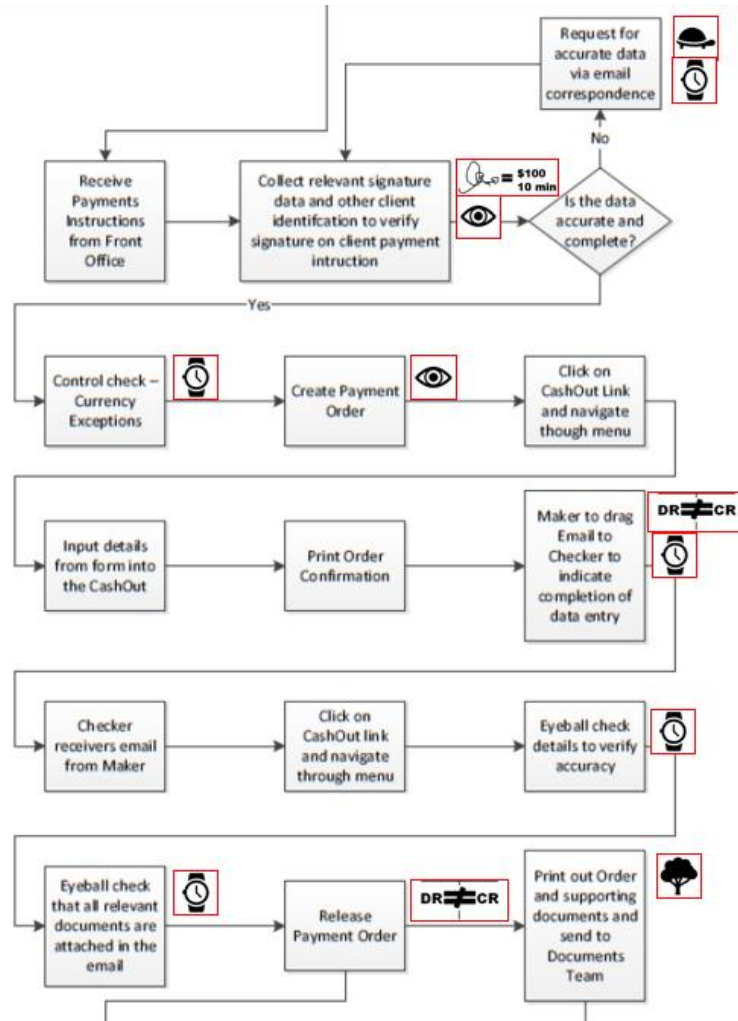 Request for
accurate data
via email
correspondence
No
Receive
Payments
Instructions
from Front
Office
Collect relevant signature
data and other client
identifcation to verify
signature on client payment
intruction
= $100
10 min
Is the data
accurate and
complete?
Yes
Control check –
Currency
Exceptions
Create Payment
Order
Click on
CashOut Link
and navigate
though menu
Input details
from form into
the CashOut
Print Order
Confirmation
Maker to drag
Email to
Checker to
indicate
completion of
data entry
DR≠CR
Checker
receivers email
from Maker
Click on
CashOut link
and navigate
through menu
Eyeball check
details to verify
accuracy
Eyeball check
that all relevant
documents are
attached in the
email
Release
Payment Order
DR≠CR
Print out Order
and supporting
documents and
send to
Documents
Team